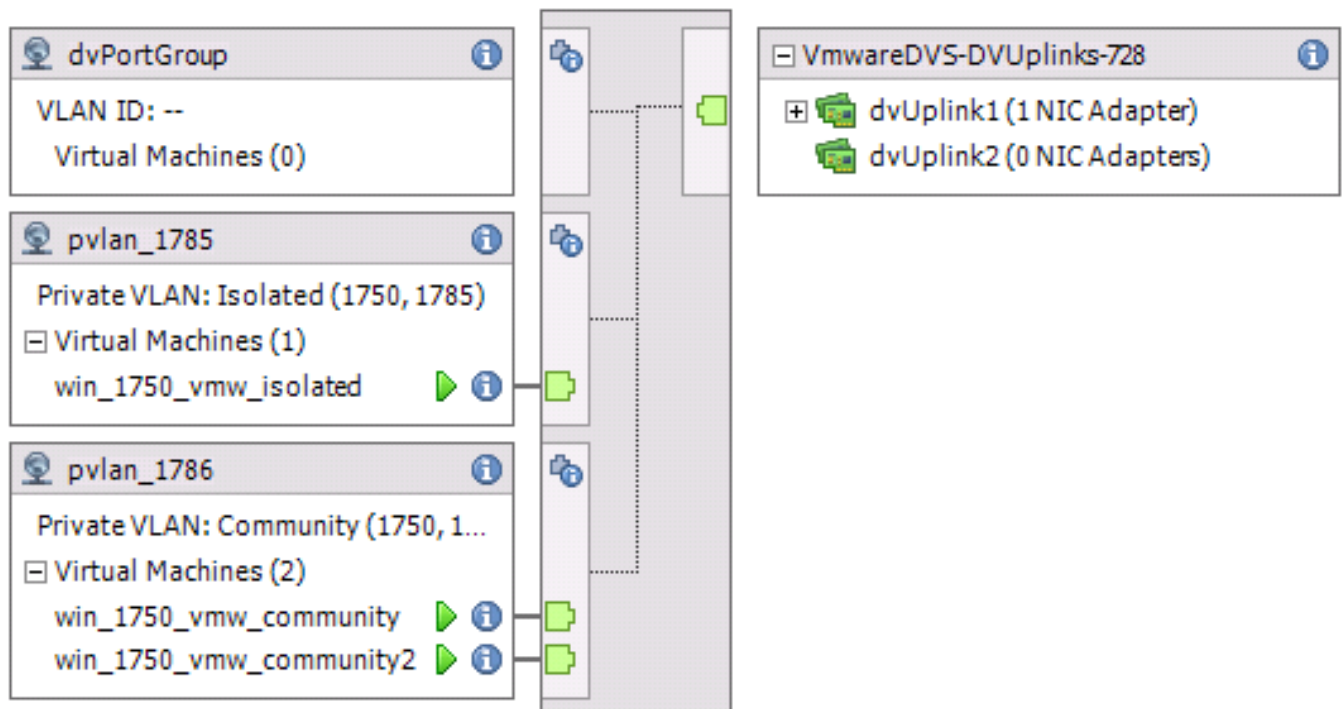 dvPortGroup
VLAN ID: --
Virtual Machines (0)
pvlan_1785
Private VLAN: Isolated (1750, 1785)
Virtual Machines (1)
win_1750_vmw_isolated
pvlan_1786
Private VLAN: Community (1750, 1...
Virtual Machines (2)
win_1750_vmw_community
win_1750_vmw_community2
VmwareDVS-DVUplinks-728
dvUplink1 (1 NIC Adapter)
dvUplink2 (0 NIC Adapters)